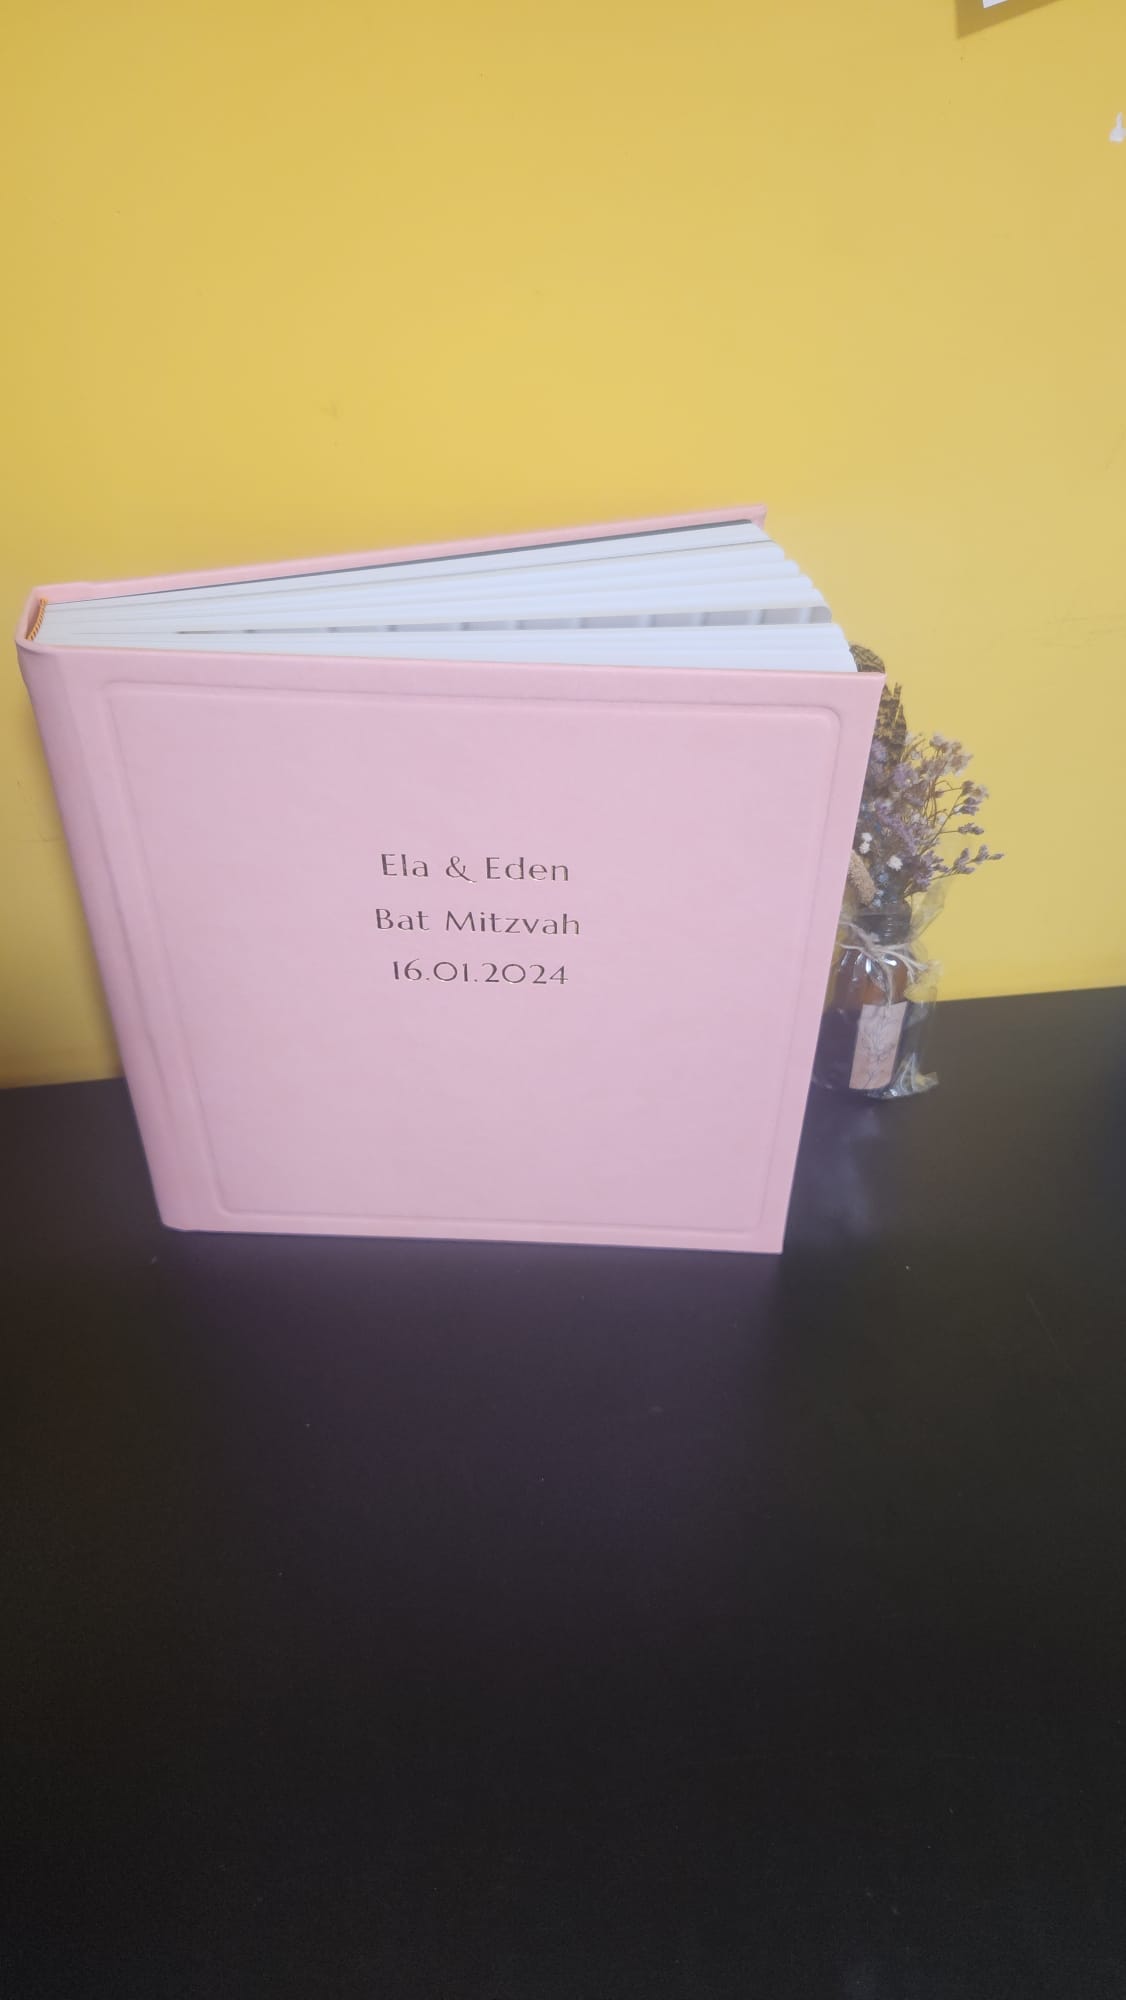 Ela & Eden
Bat Mitzvah
16.01.2024